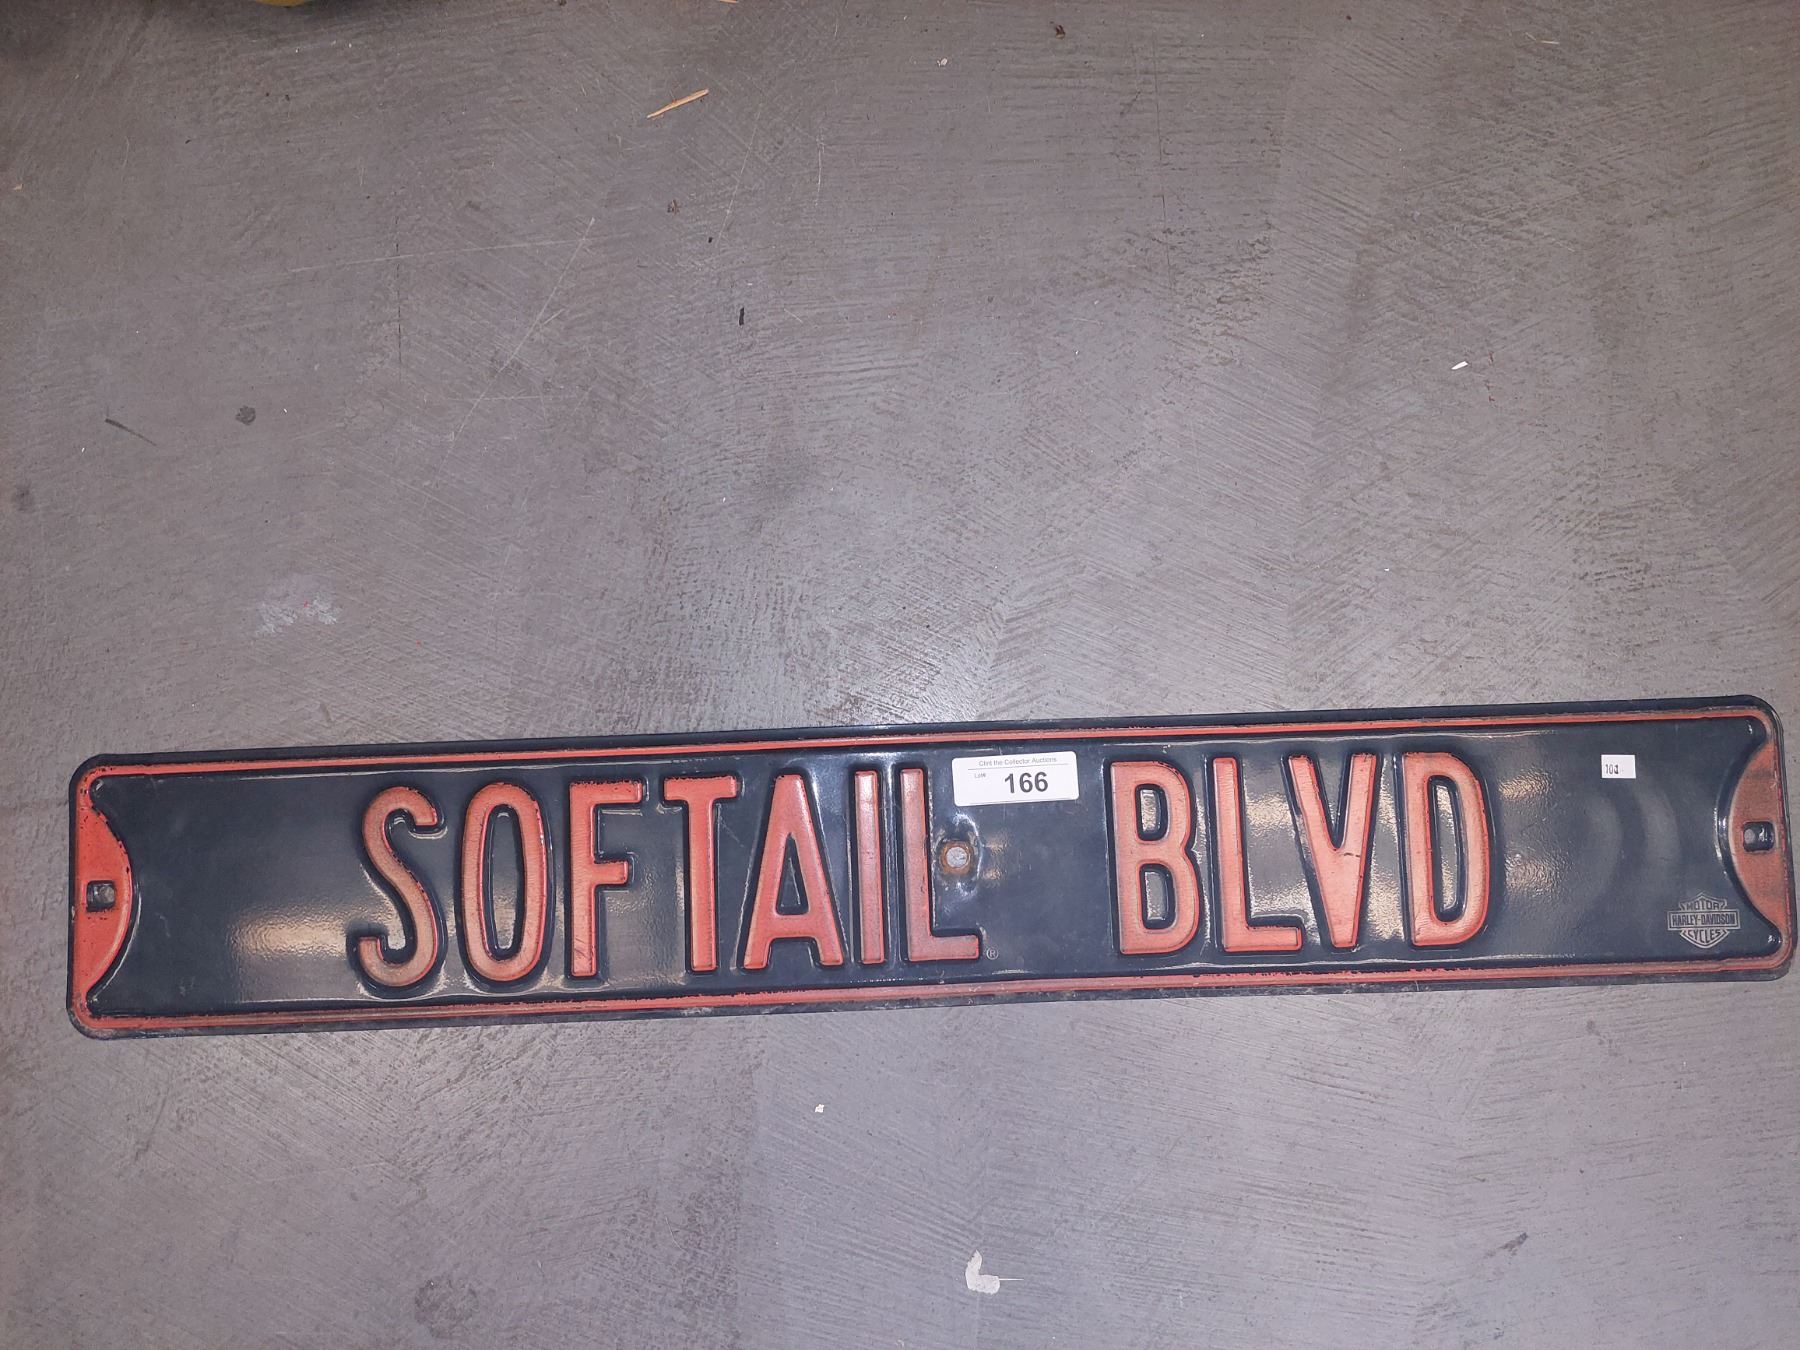 Clint the Collector Auctions
Lot# 166
SOFTAIL® BLVD
MOTOR
HARLEY-DAVIDSON
CYCLES